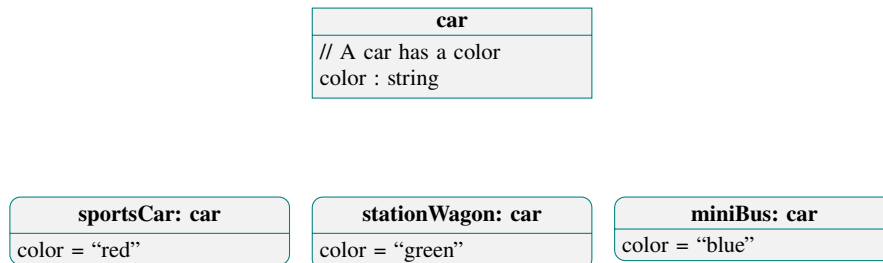 car
// A car has a color
color : string
sportsCar: car
color = “red”
stationWagon: car
color = “green”
miniBus: car
color = “blue”